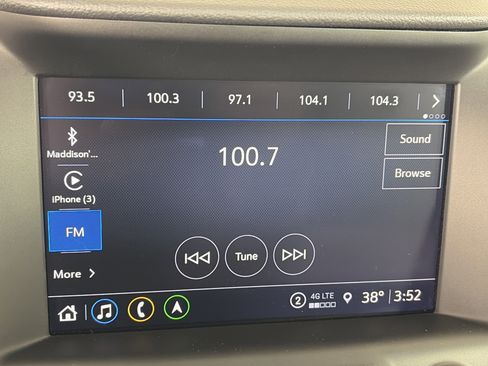 93.5 100.3 97.1 104.1 104.3
Maddison'...
100.7
Sound
Browse
iPhone (3)
FM
Tune
More
2 4G LTE 38° 3:52